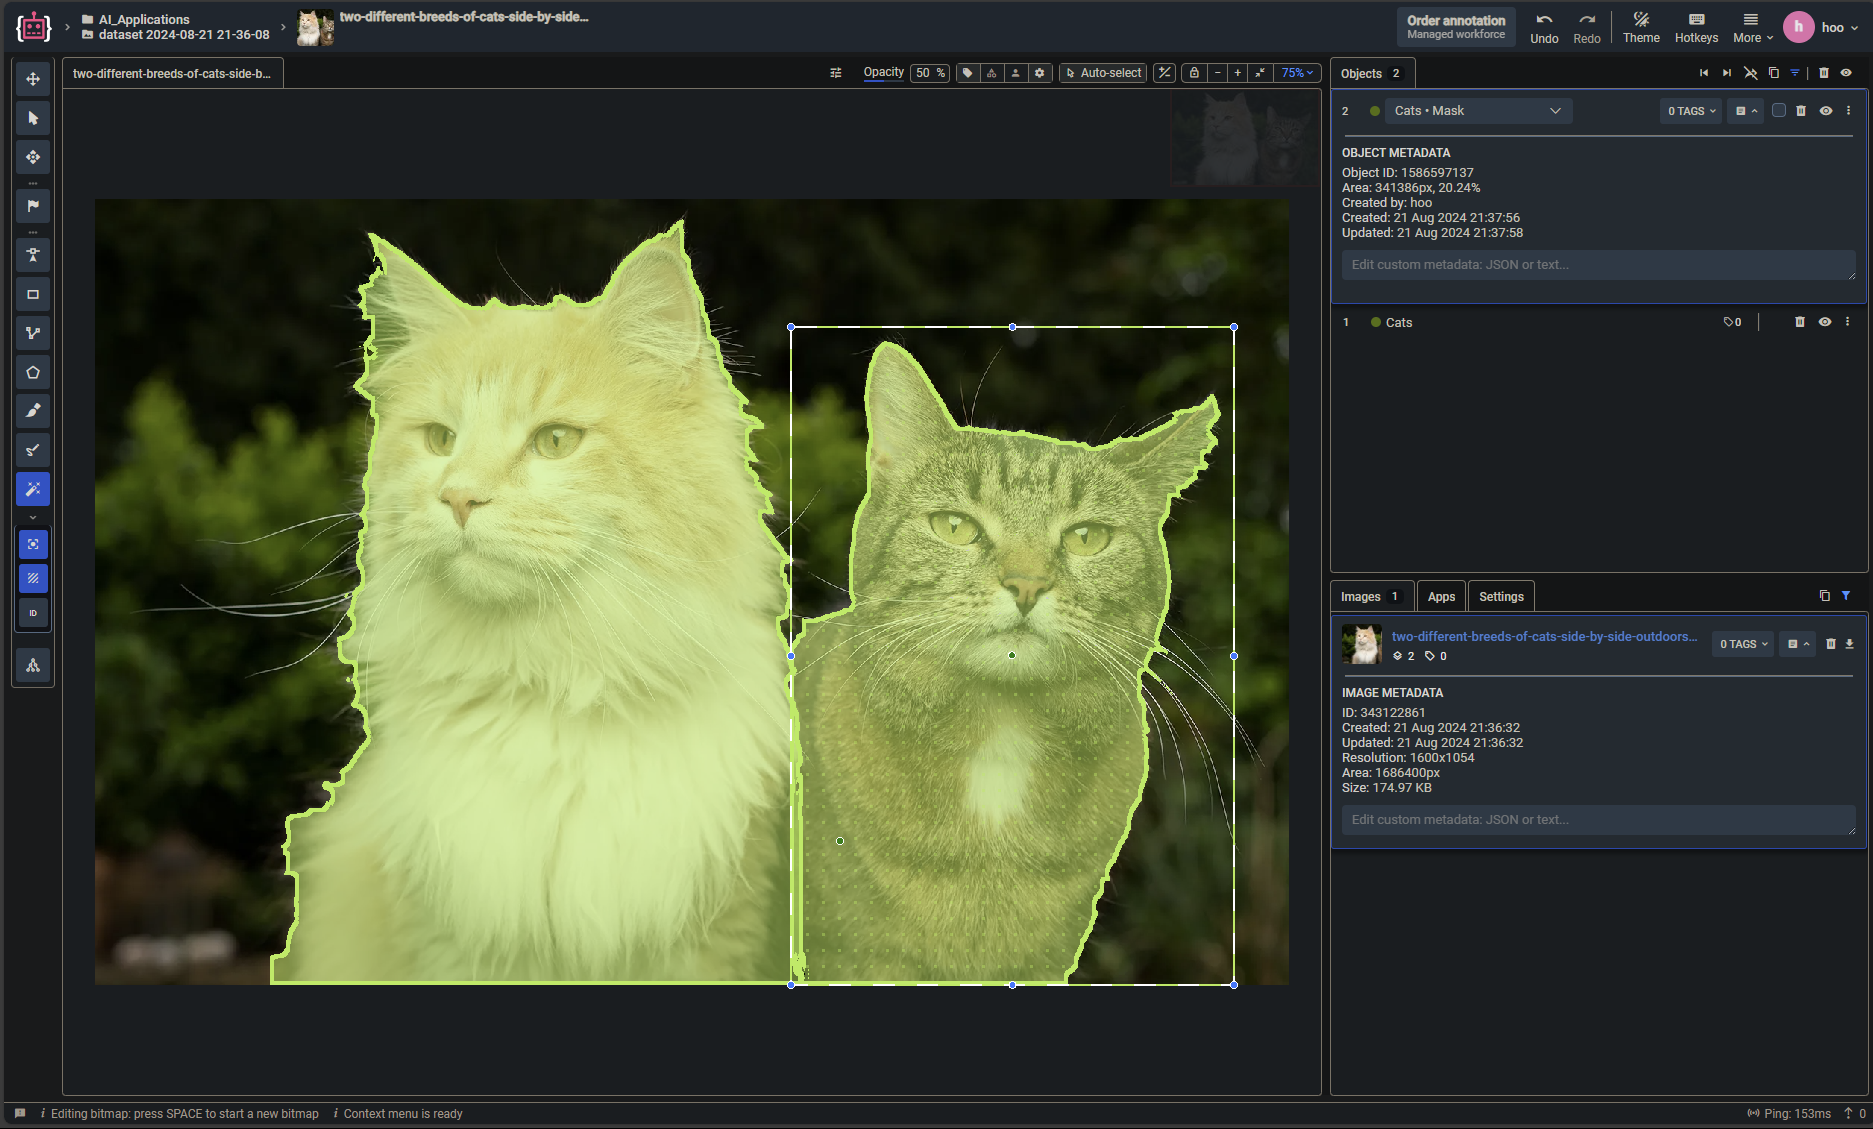 AI_Applications
dataset 2024-08-21 21-36-08
two-different-breeds-of-cats-side-by-side...
Order annotation
Managed workforce
Undo
Redo
Theme
Hotkeys
More
h
hoo
two-different-breeds-of-cats-side-b...
Opacity
50 %
Auto-select
75%
Objects 2
2
Cats • Mask
0 TAGS
OBJECT METADATA
Object ID: 1586597137
Area: 341386px, 20.24%
Created by: hoo
Created: 21 Aug 2024 21:37:56
Updated: 21 Aug 2024 21:37:58
Edit custom metadata: JSON or text...
1 Cats
0
ID
Images 1
Apps
Settings
two-different-breeds-of-cats-side-by-side-outdoors...
2 0
0 TAGS
IMAGE METADATA
ID: 343122861
Created: 21 Aug 2024 21:36:32
Updated: 21 Aug 2024 21:36:32
Resolution: 1600x1054
Area: 1686400px
Size: 174.97 KB
Edit custom metadata: JSON or text...
i Editing bitmap: press SPACE to start a new bitmap
i Context menu is ready
Ping: 153ms
0